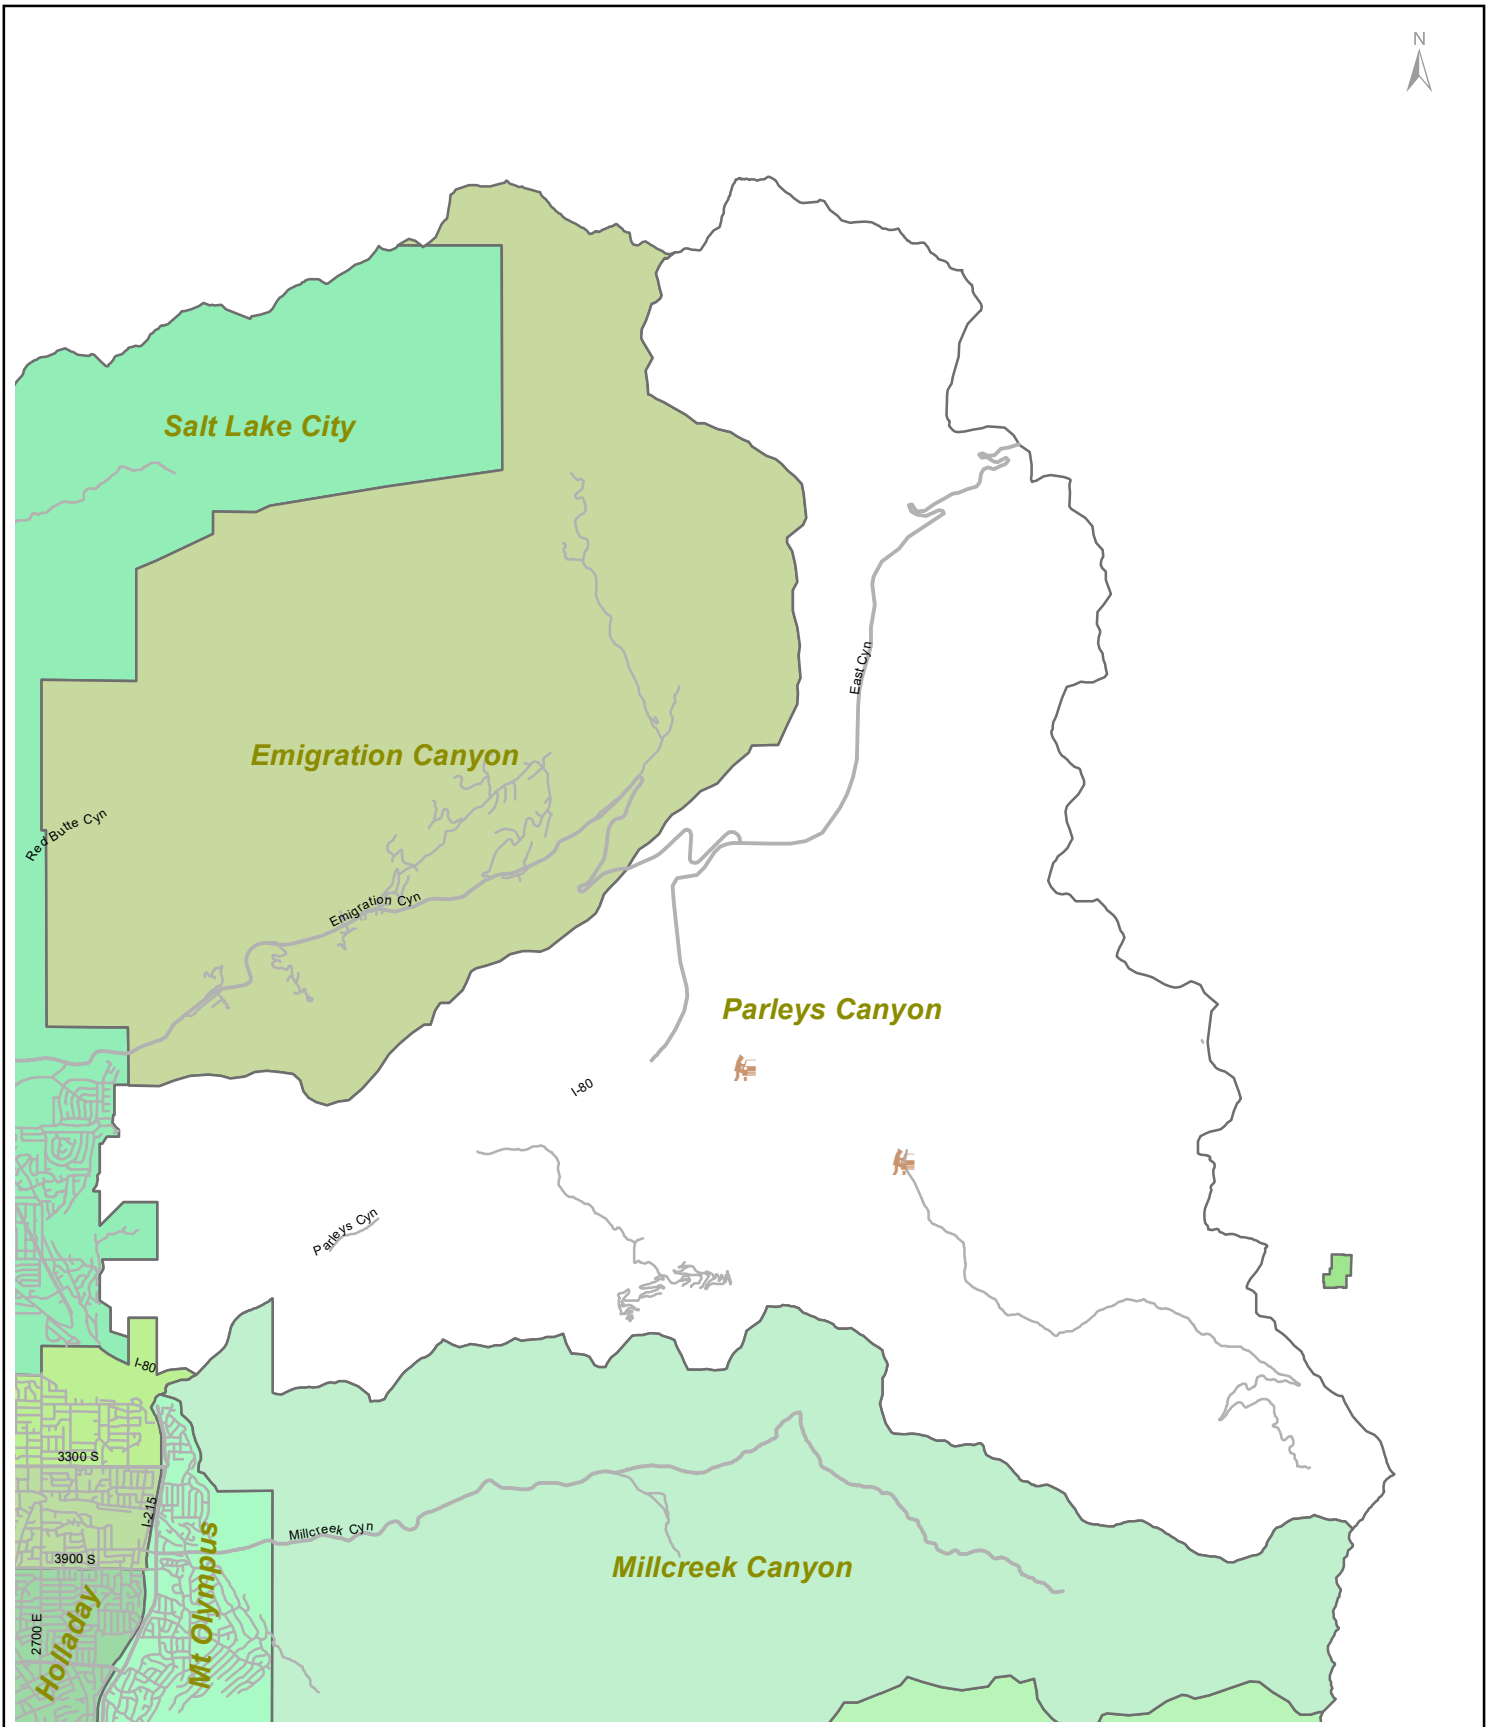 N
Salt Lake City
East Cyn
Emigration Canyon
Red Butte Cyn
Emigration Cyn
Parleys Canyon
I-80
Parleys Cyn
I-80
3300 S
I-215
Millcreek Cyn
3900 S
Millcreek Canyon
2700 E
Holladay
Mt Olympus